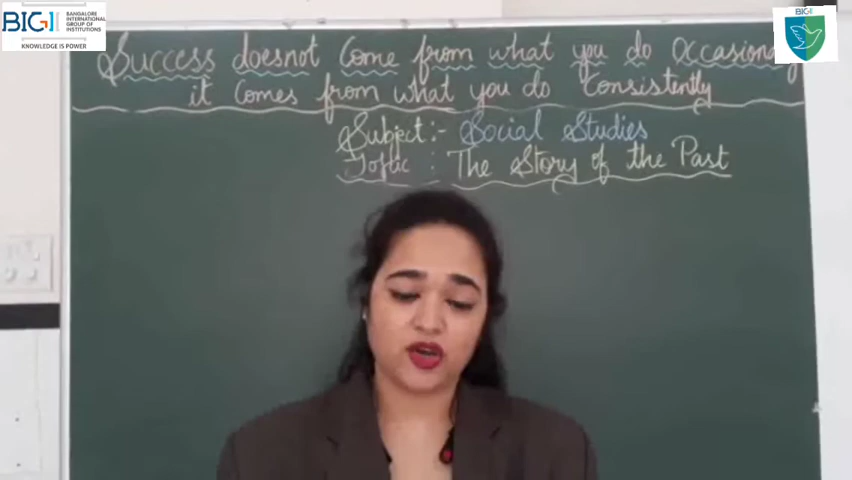 BIGI
BANGALORE
INTERNATIONAL
GROUP OF
INSTITUTIONS
KNOWLEDGE IS POWER
BIGI
Success doesnot Come from what you do Occasionally
it Comes from what you do Consistently
Subject:- Social Studies
Topic : The Story of the Past